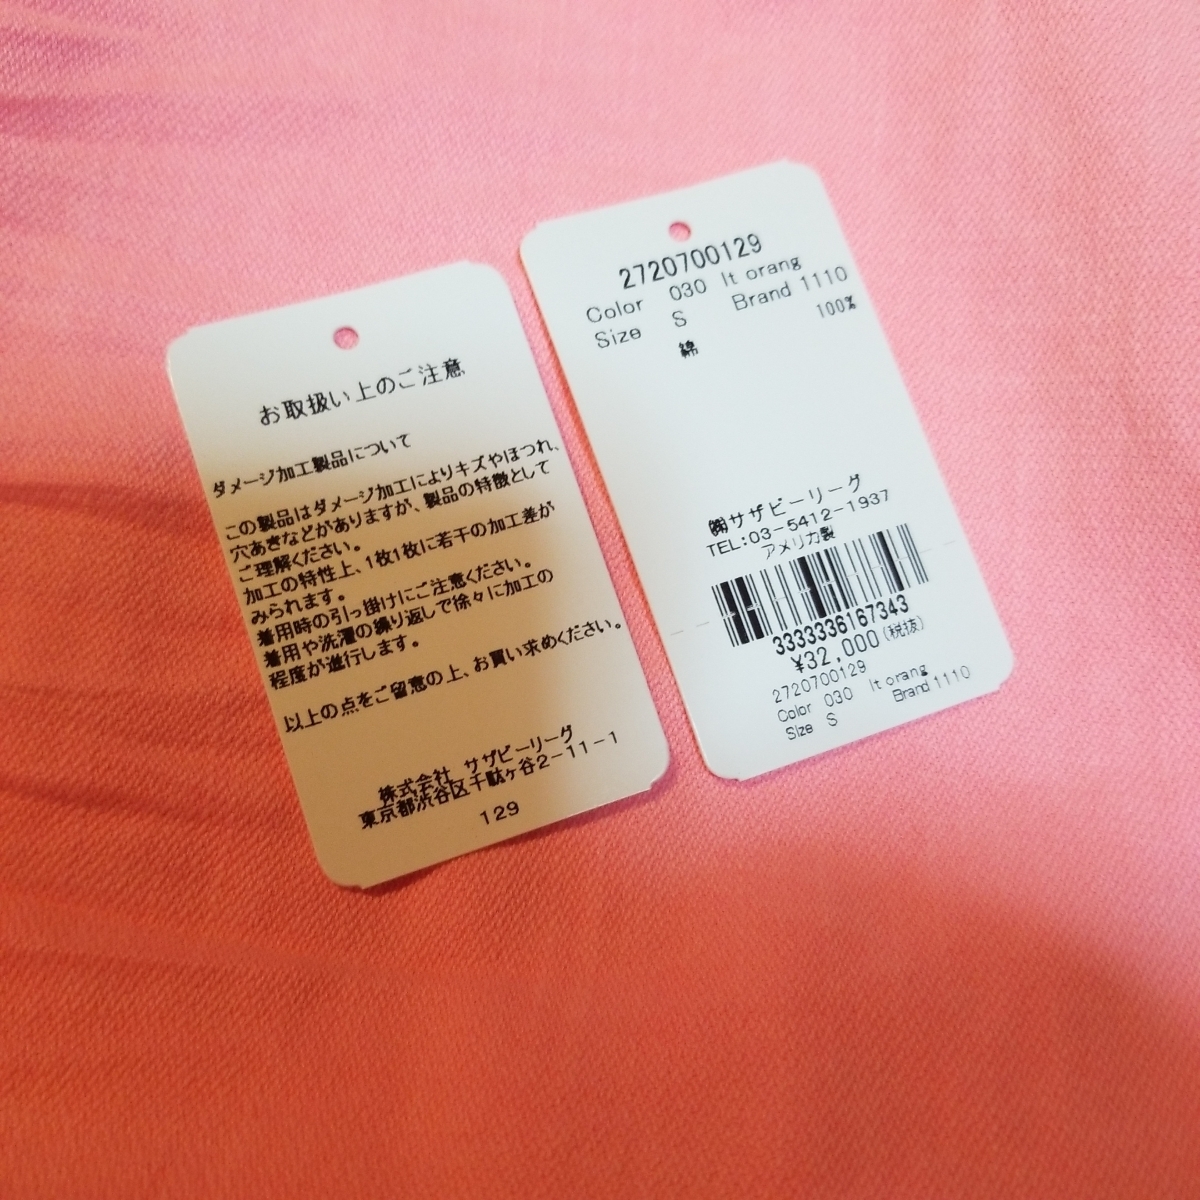 お取扱い上のご注意
ダメージ加工製品について
この製品はダメージ加工によりキズやほつれ、
穴あきなどがありますが、製品の特徴として
ご理解ください。
加工の特性上、1枚1枚に若干の加工差が
みられます。
着用時の引っ掛けにご注意ください。
着用や洗濯の繰り返しで徐々に加工の
程度が進行します。
以上の点をご留意の上、お買い求めください。
株式会社 サザビーリーグ
東京都渋谷区千駄ヶ谷2-11-1
129
2720700129
Color 030 lt orang
Size S Brand 1110
綿 100%
㈱サザビーリーグ
TEL:03-5412-1937
アメリカ製
3333336167343
¥32,000(税抜)
2720700129
Color 030 lt orang
Size S Brand 1110